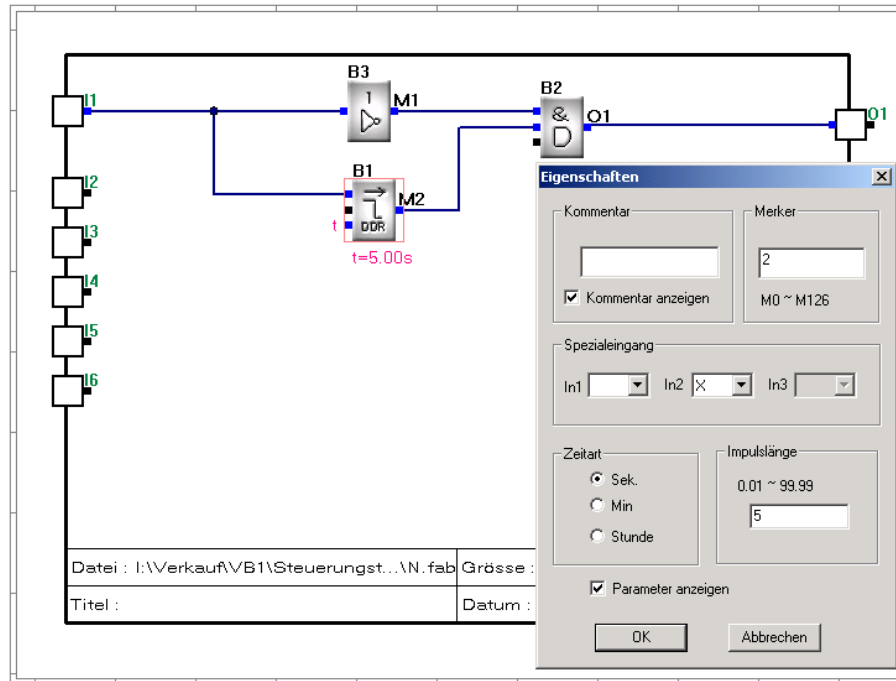 B3
B2
I1
1
M1
&
O1
O1
D
B1
I2
M2
I3
t
DDR
t=5.00s
I4
I5
I6
Eigenschaften
Kommentar
Merker
2
Kommentar anzeigen
M0 ~ M126
Spezialeingang
In1
In2 X
In3
Zeitart
Impulslänge
Sek.
0.01 ~ 99.99
Min
5
Stunde
Parameter anzeigen
OK
Abbrechen
Datei : I:\Verkauf\VB1\Steuerungst...\N.fab
Grösse :
Titel :
Datum :